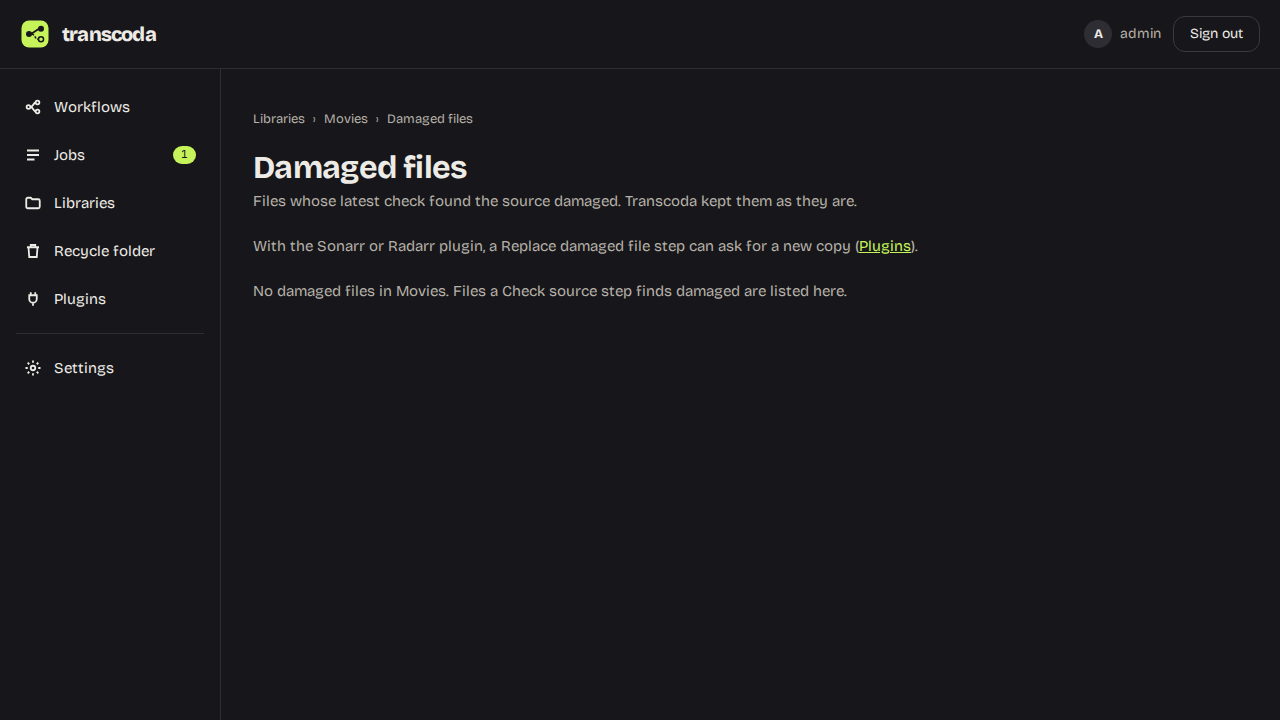 transcoda
A admin Sign out
Workflows
Jobs 1
Libraries
Recycle folder
Plugins
Settings
Libraries › Movies › Damaged files
Damaged files
Files whose latest check found the source damaged. Transcoda kept them as they are.
With the Sonarr or Radarr plugin, a Replace damaged file step can ask for a new copy (Plugins).
No damaged files in Movies. Files a Check source step finds damaged are listed here.